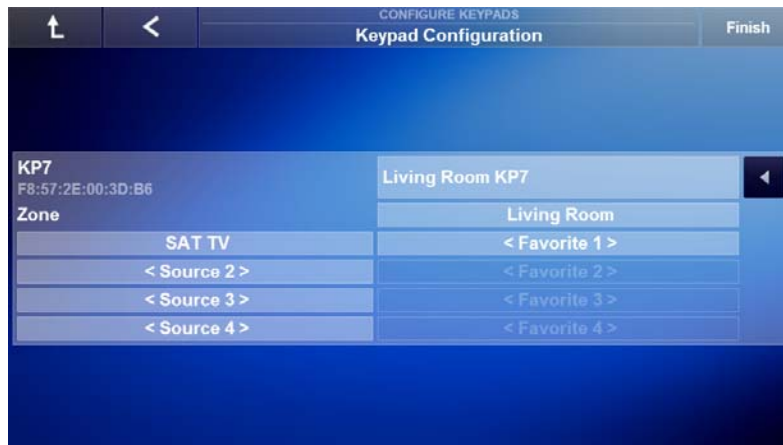 CONFIGURE KEYPADS
Keypad Configuration
Finish
KP7
F8:57:2E:00:3D:B6
Living Room KP7
Zone
Living Room
SAT TV
< Favorite 1 >
< Source 2 >
< Favorite 2 >
< Source 3 >
< Favorite 3 >
< Source 4 >
< Favorite 4 >